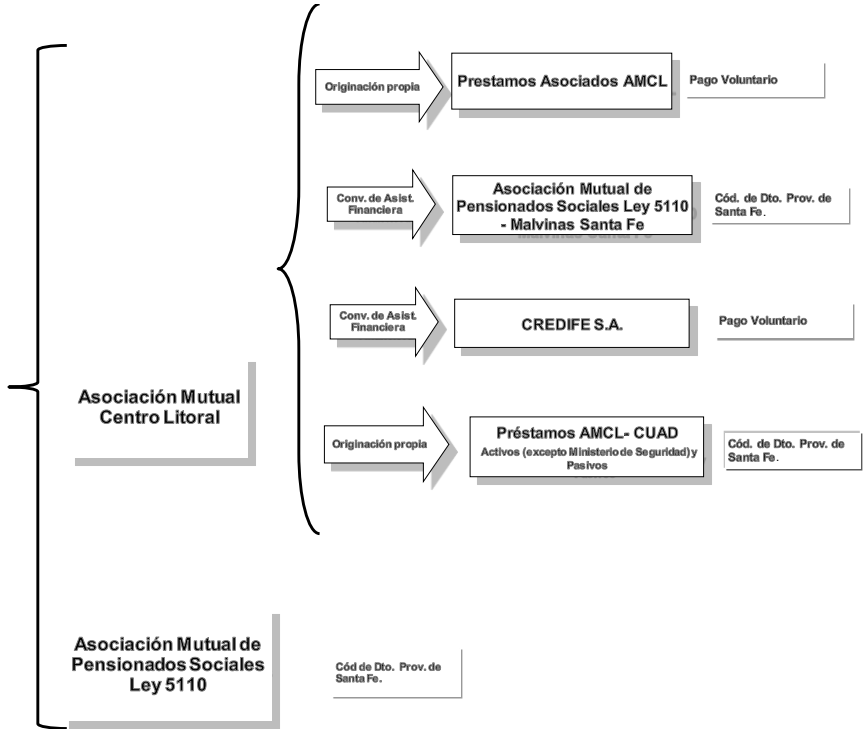 Originación propia
Prestamos Asociados AMCL
Pago Voluntario
Conv. de Asist.
Financiera
Asociación Mutual de
Pensionados Sociales Ley 5110
- Malvinas Santa Fe
Cód. de Dto. Prov. de
Santa Fe.
Conv. de Asist.
Financiera
CREDIFE S.A.
Pago Voluntario
Asociación Mutual
Centro Litoral
Originación propia
Préstamos AMCL- CUAD
Activos (excepto Ministerio de Seguridad) y
Pasivos
Cód. de Dto. Prov. de
Santa Fe.
Asociación Mutual de
Pensionados Sociales
Ley 5110
Cód de Dto. Prov. de
Santa Fe.